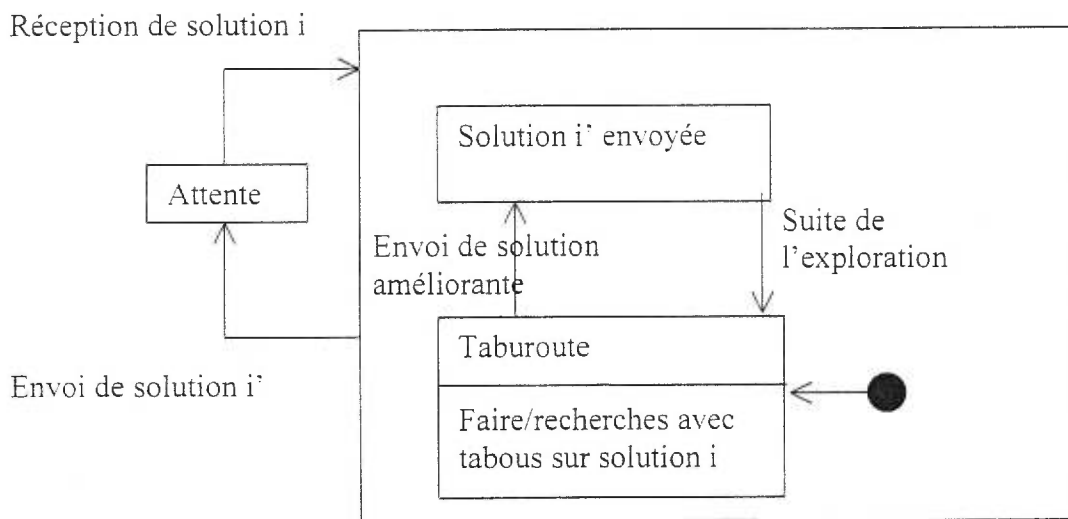 Réception de solution i
Solution i' envoyée
Attente
Suite de
l'exploration
Envoi de solution
améliorante
Taburoute
Envoi de solution i'
Faire/recherches avec
tabous sur solution i